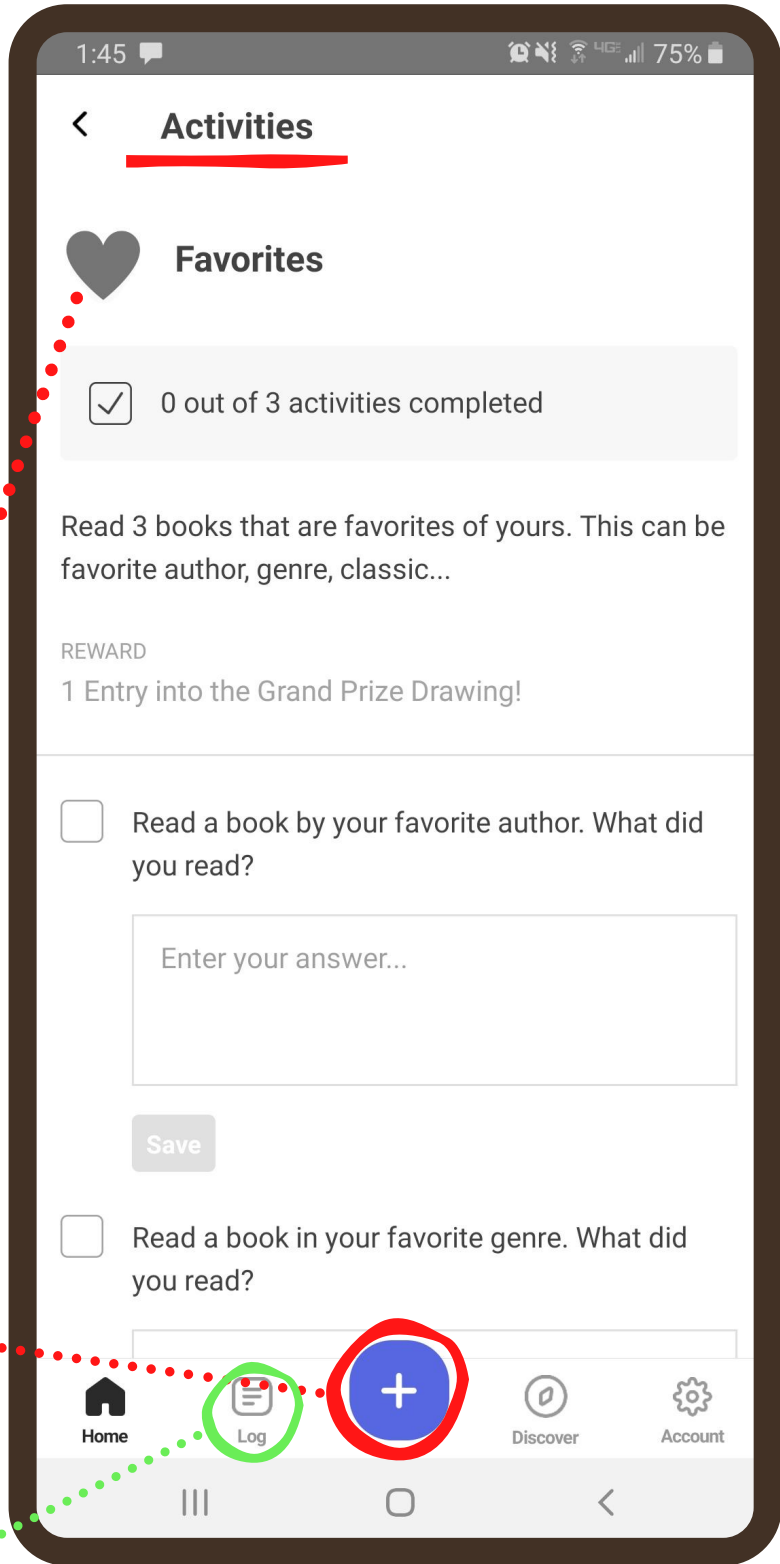 1:45 4GE 75%
Activities
Favorites
0 out of 3 activities completed
Read 3 books that are favorites of yours. This can be
favorite author, genre, classic...
REWARD
1 Entry into the Grand Prize Drawing!
Read a book by your favorite author. What did
you read?
Enter your answer...
Save
Read a book in your favorite genre. What did
you read?
Home Log Discover Account